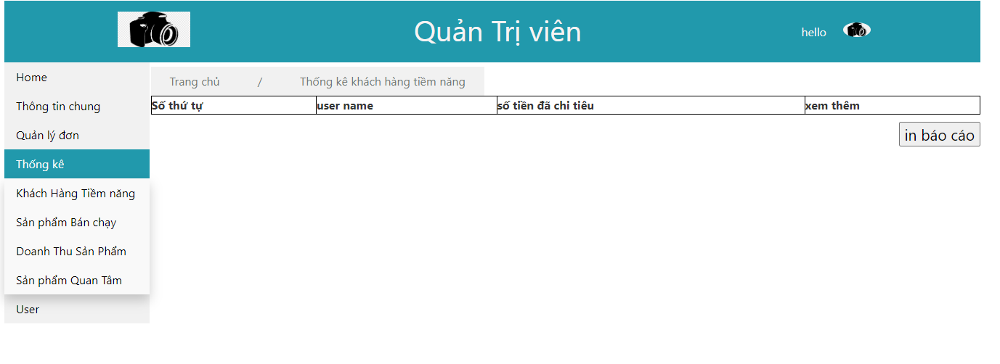 Quản Trị viên
hello
Home
Thông tin chung
Quản lý đơn
Thống kê
Khách Hàng Tiềm năng
Sản phẩm Bán chạy
Doanh Thu Sản Phẩm
Sản phẩm Quan Tâm
User
Trang chủ / Thống kê khách hàng tiềm năng
Số thứ tự user name số tiền đã chi tiêu xem thêm
in báo cáo